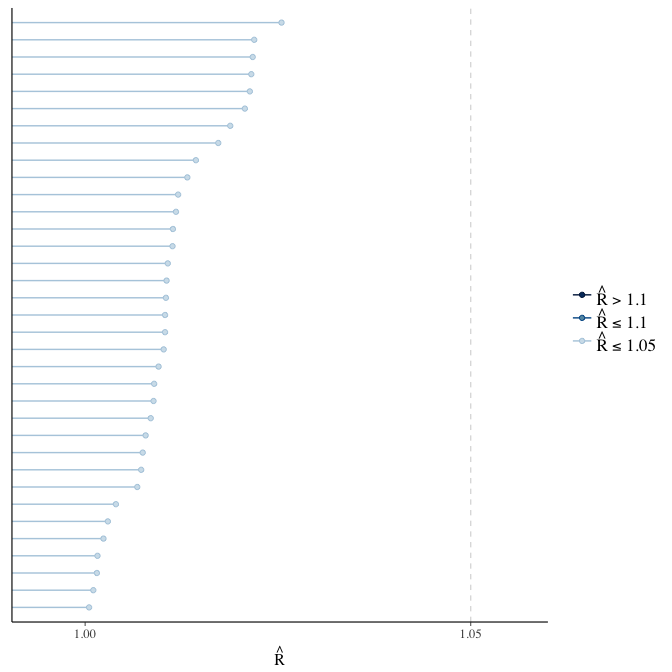 R̂ > 1.1
R̂ ≤ 1.1
R̂ ≤ 1.05
1.00 1.05
R̂